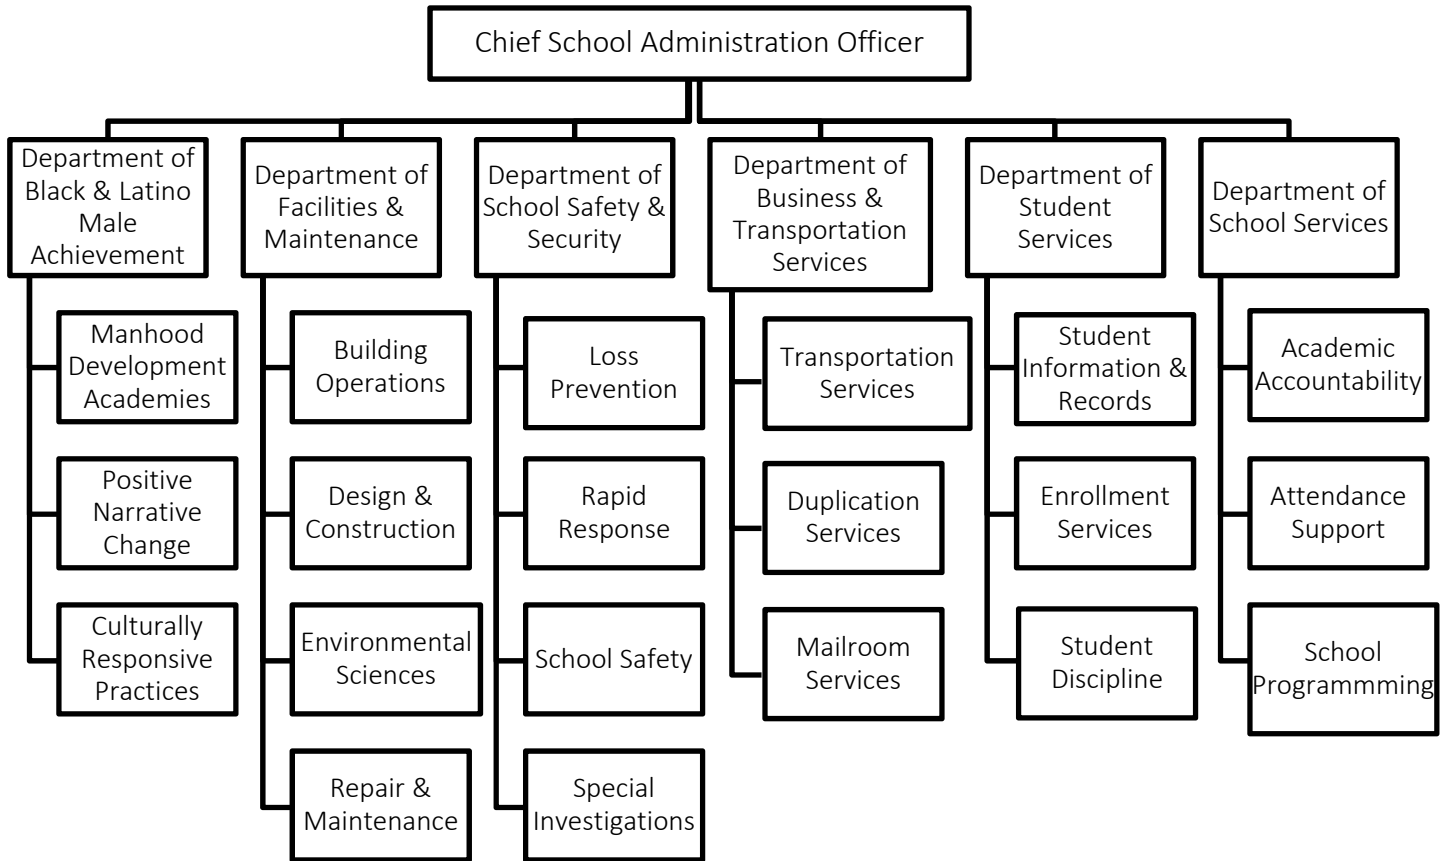 Chief School Administration Officer
Department of
Black & Latino
Male
Achievement
Department of
Facilities &
Maintenance
Department of
School Safety &
Security
Department of
Business &
Transportation
Services
Department of
Student
Services
Department of
School Services
Manhood
Development
Academies
Positive
Narrative
Change
Culturally
Responsive
Practices
Building
Operations
Design &
Construction
Environmental
Sciences
Repair &
Maintenance
Loss
Prevention
Rapid
Response
School Safety
Special
Investigations
Transportation
Services
Duplication
Services
Mailroom
Services
Student
Information &
Records
Enrollment
Services
Student
Discipline
Academic
Accountability
Attendance
Support
School
Programmming